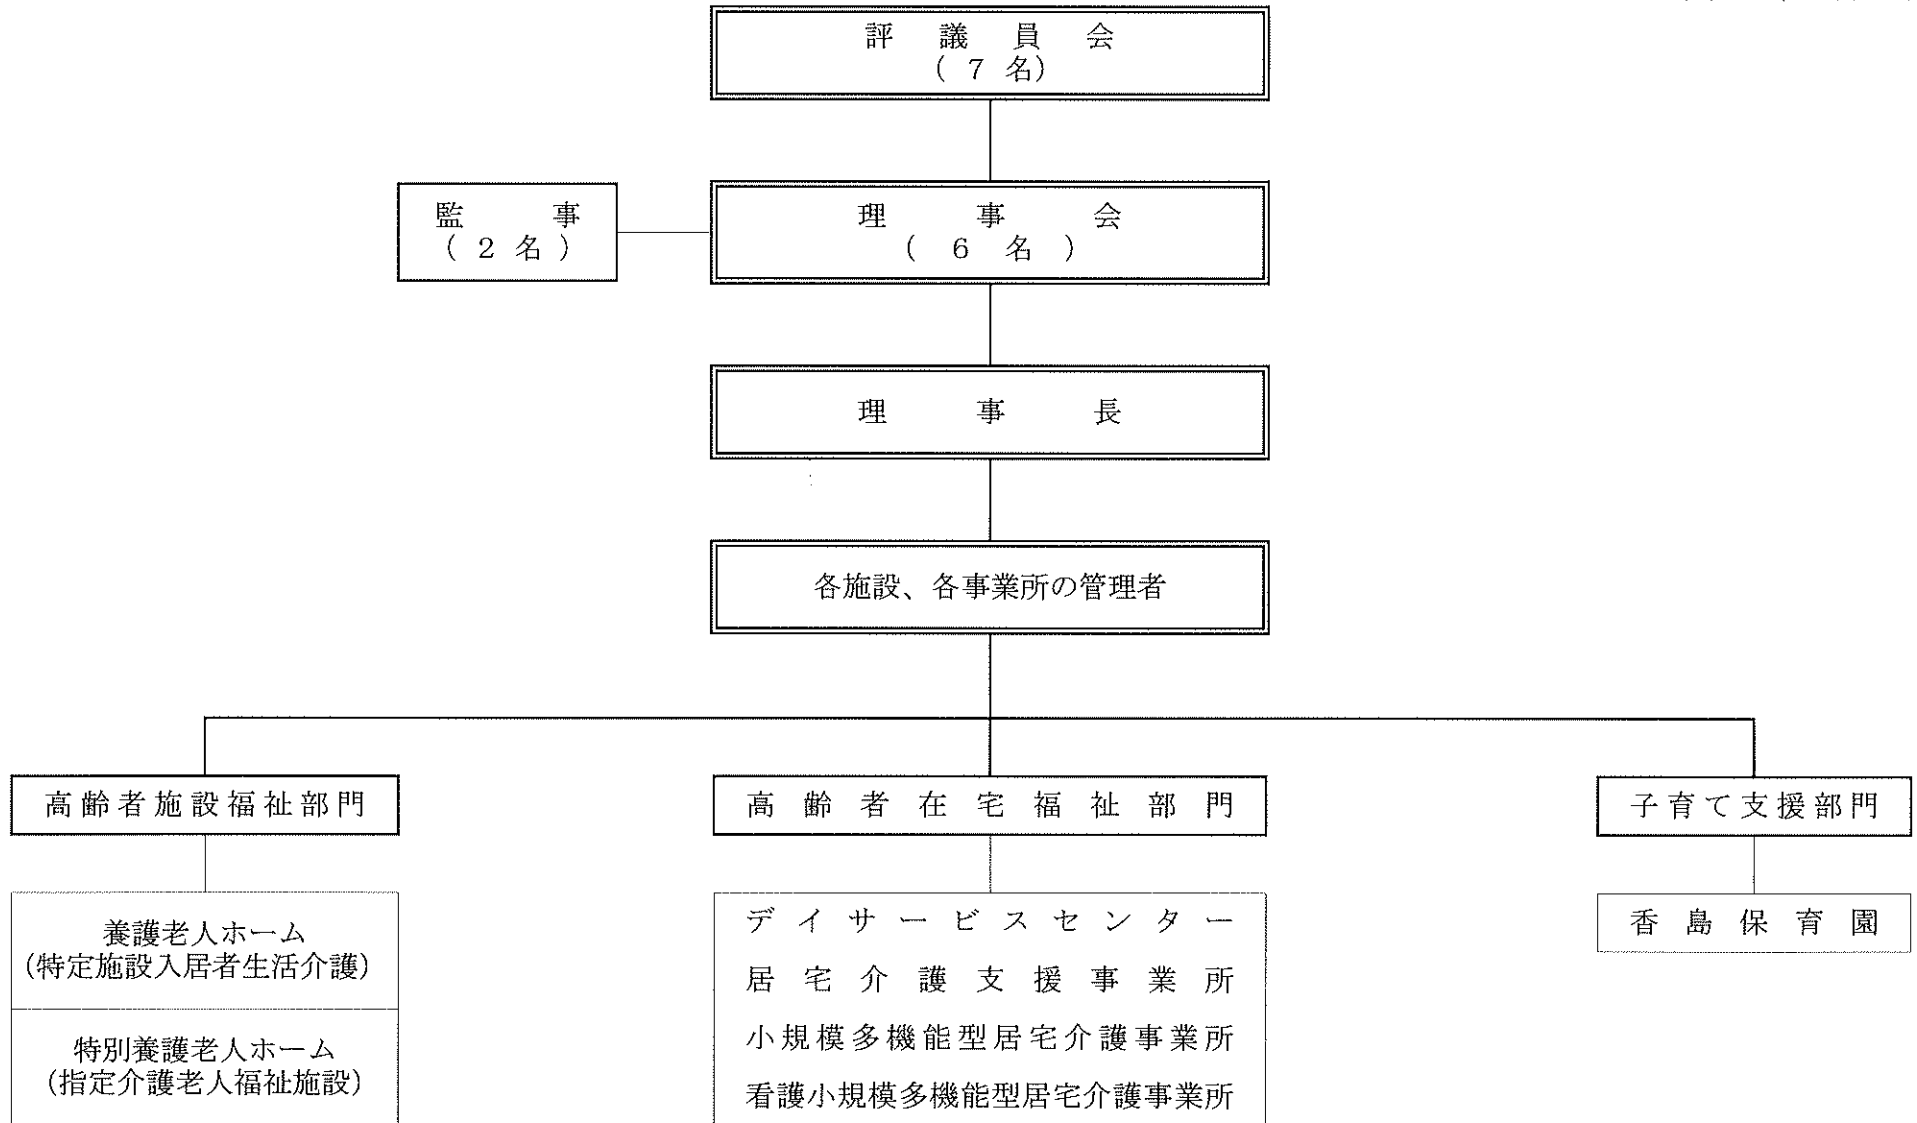 評議員会
(7名)
監事
(2名)
理事会
(6名)
理事長
各施設、各事業所の管理者
高齢者施設福祉部門
高齢者在宅福祉部門
子育て支援部門
養護老人ホーム
(特定施設入居者生活介護)
特別養護老人ホーム
(指定介護老人福祉施設)
デイサービスセンター
居宅介護支援事業所
小規模多機能型居宅介護事業所
看護小規模多機能型居宅介護事業所
香島保育園